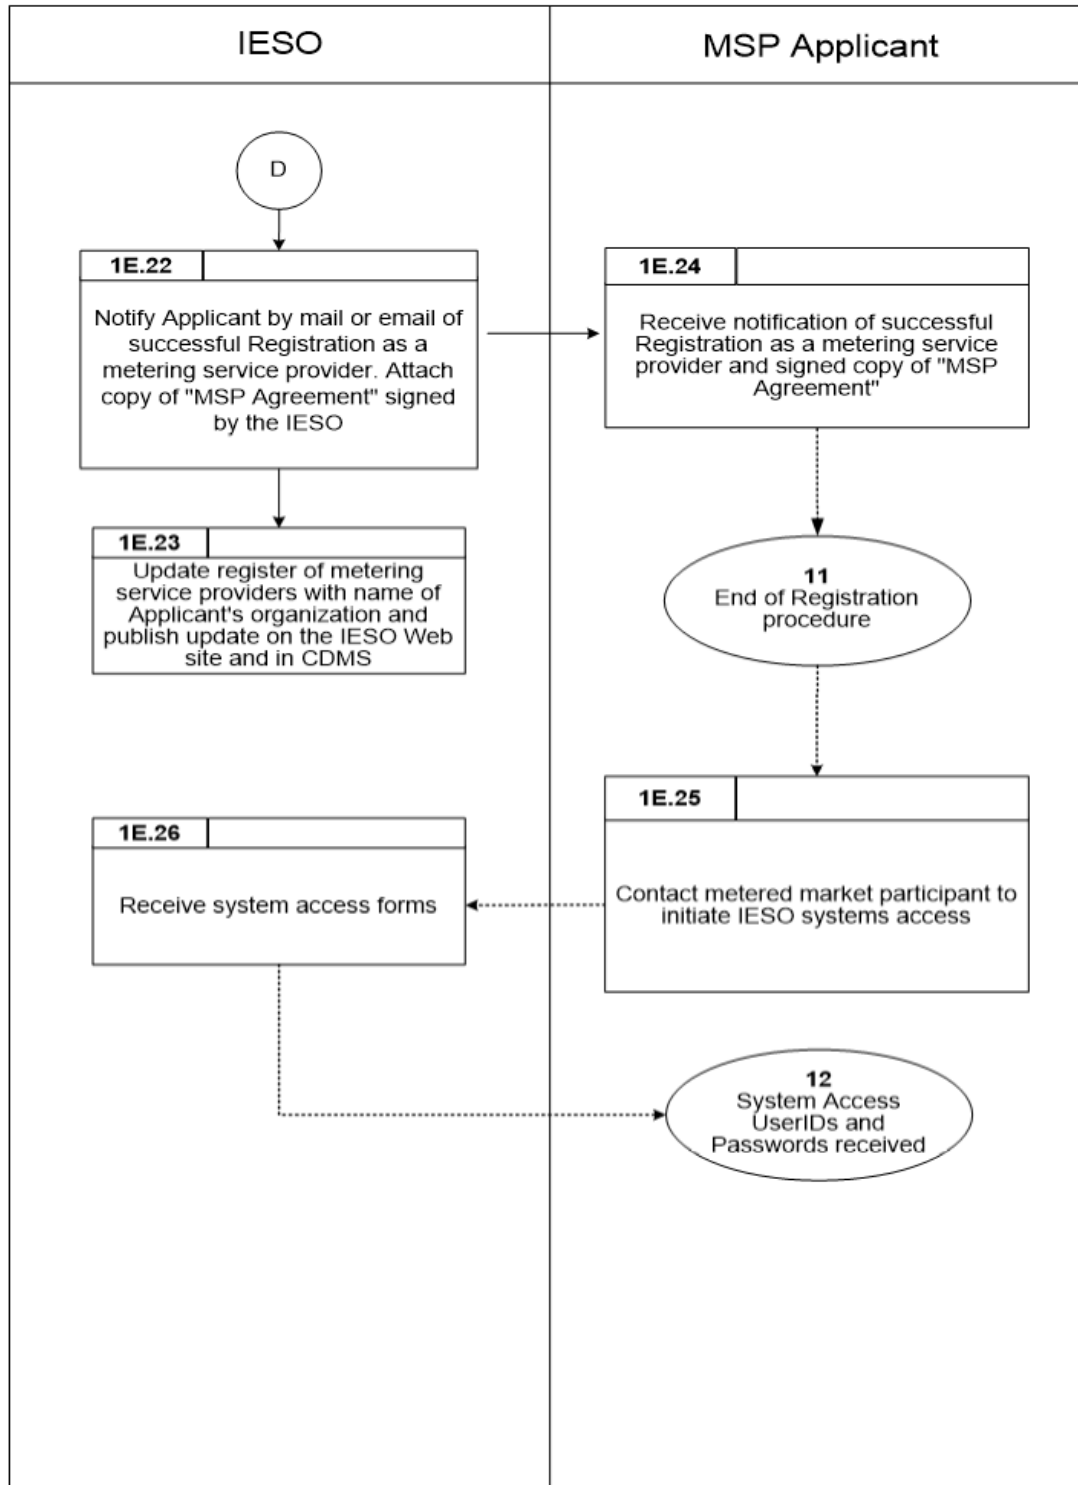 IESO
MSP Applicant
D
1E.22
Notify Applicant by mail or email of
successful Registration as a
metering service provider. Attach
copy of "MSP Agreement" signed
by the IESO
1E.24
Receive notification of successful
Registration as a metering service
provider and signed copy of "MSP
Agreement"
1E.23
Update register of metering
service providers with name of
Applicant's organization and
publish update on the IESO Web
site and in CDMS
11
End of Registration
procedure
1E.25
Contact metered market participant to
initiate IESO systems access
1E.26
Receive system access forms
12
System Access
UserIDs and
Passwords received